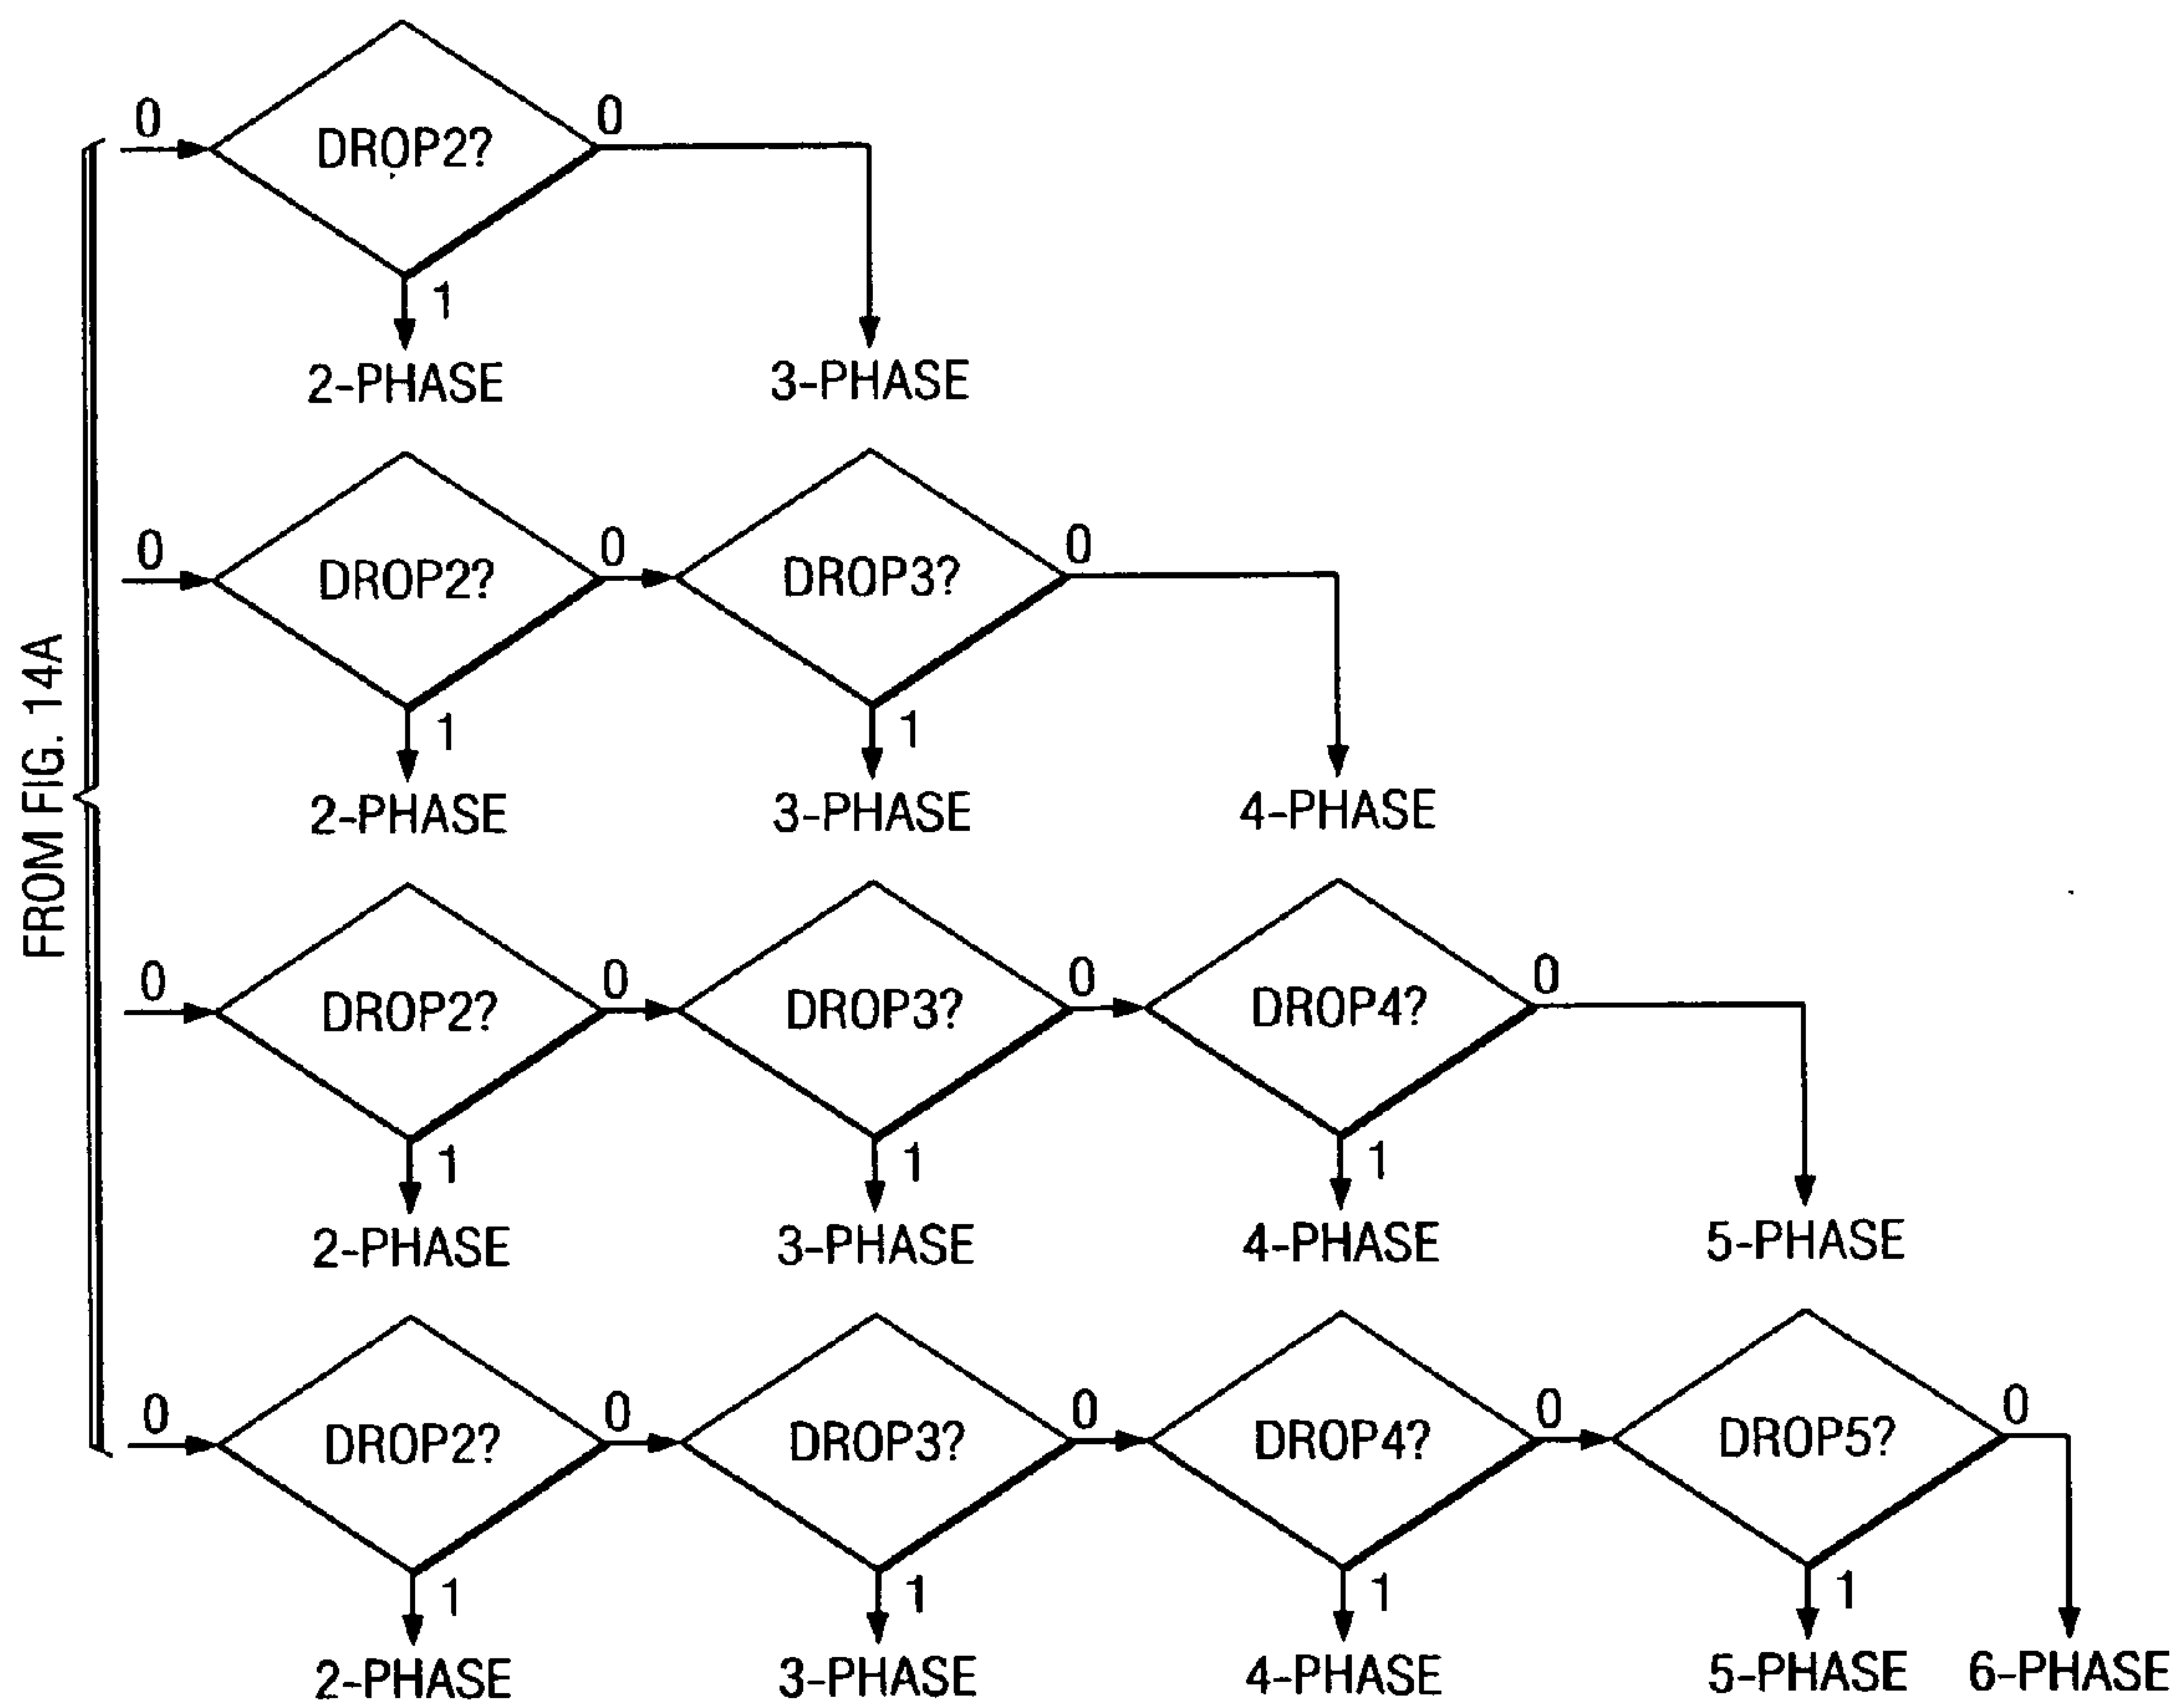 FROM FIG. 14A
0
DROP2?
0
1
2-PHASE
3-PHASE
0
DROP2?
0
DROP3?
0
1
1
2-PHASE
3-PHASE
4-PHASE
0
DROP2?
0
DROP3?
0
DROP4?
0
1
1
1
2-PHASE
3-PHASE
4-PHASE
5-PHASE
0
DROP2?
0
DROP3?
0
DROP4?
0
DROP5?
0
1
1
1
1
2-PHASE
3-PHASE
4-PHASE
5-PHASE
6-PHASE